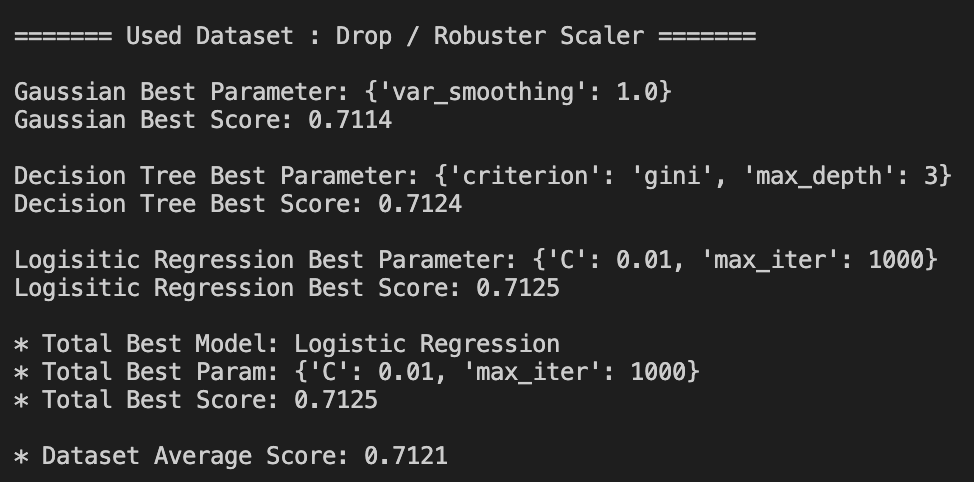 ======= Used Dataset : Drop / Robuster Scaler =======
Gaussian Best Parameter: {'var_smoothing': 1.0}
Gaussian Best Score: 0.7114
Decision Tree Best Parameter: {'criterion': 'gini', 'max_depth': 3}
Decision Tree Best Score: 0.7124
Logisitic Regression Best Parameter: {'C': 0.01, 'max_iter': 1000}
Logisitic Regression Best Score: 0.7125
* Total Best Model: Logistic Regression
* Total Best Param: {'C': 0.01, 'max_iter': 1000}
* Total Best Score: 0.7125
* Dataset Average Score: 0.7121